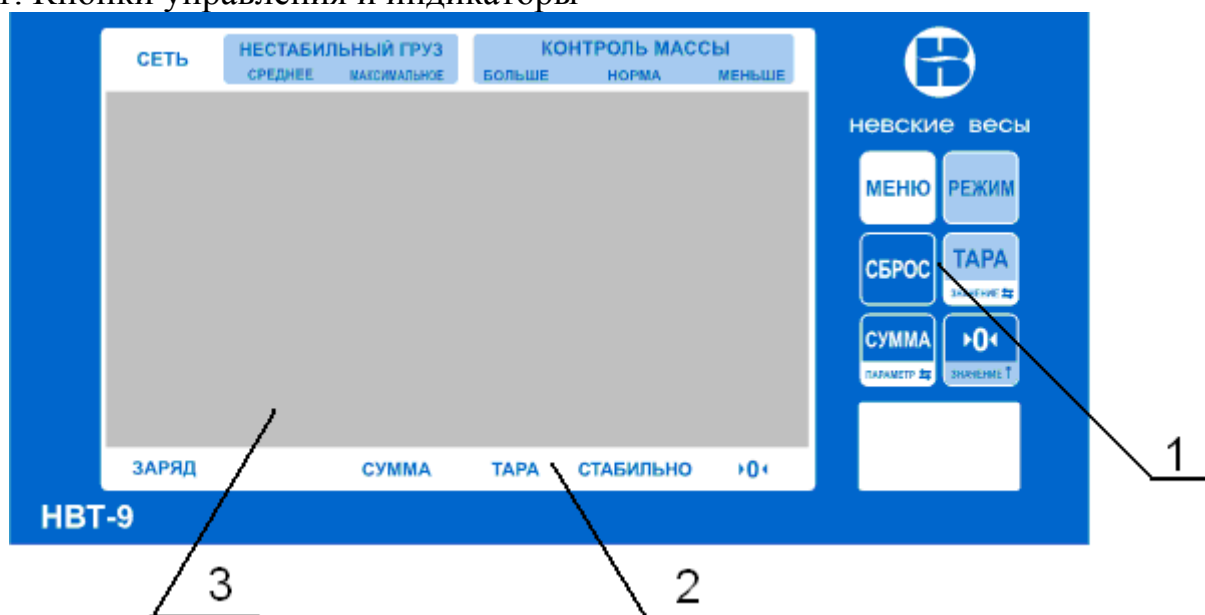 1. Кнопки управления и индикаторы
СЕТЬ
НЕСТАБИЛЬНЫЙ ГРУЗ
СРЕДНЕЕ МАКСИМАЛЬНОЕ
КОНТРОЛЬ МАССЫ
БОЛЬШЕ НОРМА МЕНЬШЕ
невские весы
МЕНЮ РЕЖИМ
СБРОС ТАРА
ЗНАЧЕНИЕ ⇆
СУММА ▸0◂
ПАРАМЕТР ⇆ ЗНАЧЕНИЕ ↑
ЗАРЯД СУММА ТАРА СТАБИЛЬНО ▸0◂
НВТ-9
1
2
3